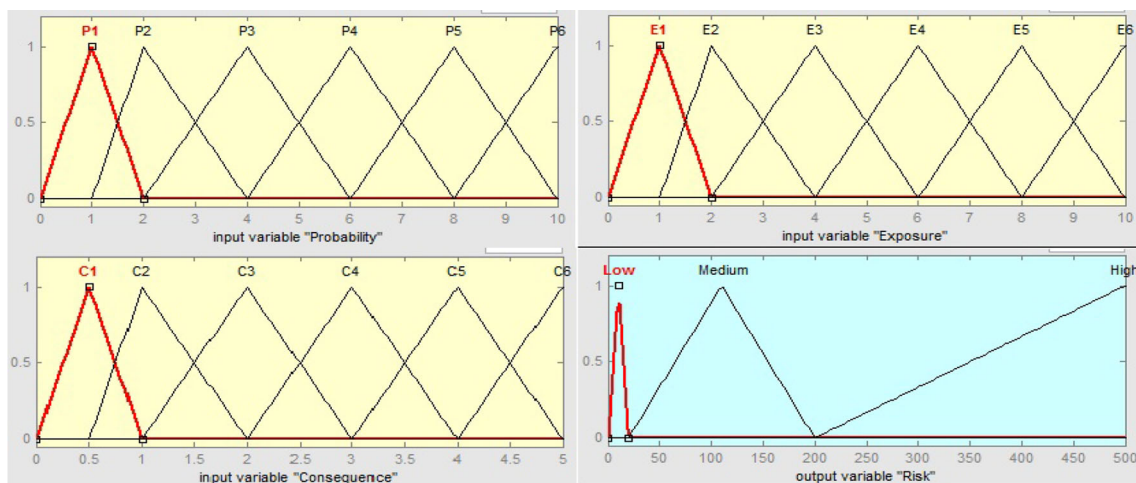 P1 P2 P3 P4 P5 P6
1
0.5
0
0 1 2 3 4 5 6 7 8 9 10
input variable "Probability"
E1 E2 E3 E4 E5 E6
1
0.5
0
0 1 2 3 4 5 6 7 8 9 10
input variable "Exposure"
C1 C2 C3 C4 C5 C6
1
0.5
0
0 0.5 1 1.5 2 2.5 3 3.5 4 4.5 5
input variable "Consequence"
Low Medium High
1
0.5
0
0 50 100 150 200 250 300 350 400 450 500
output variable "Risk"